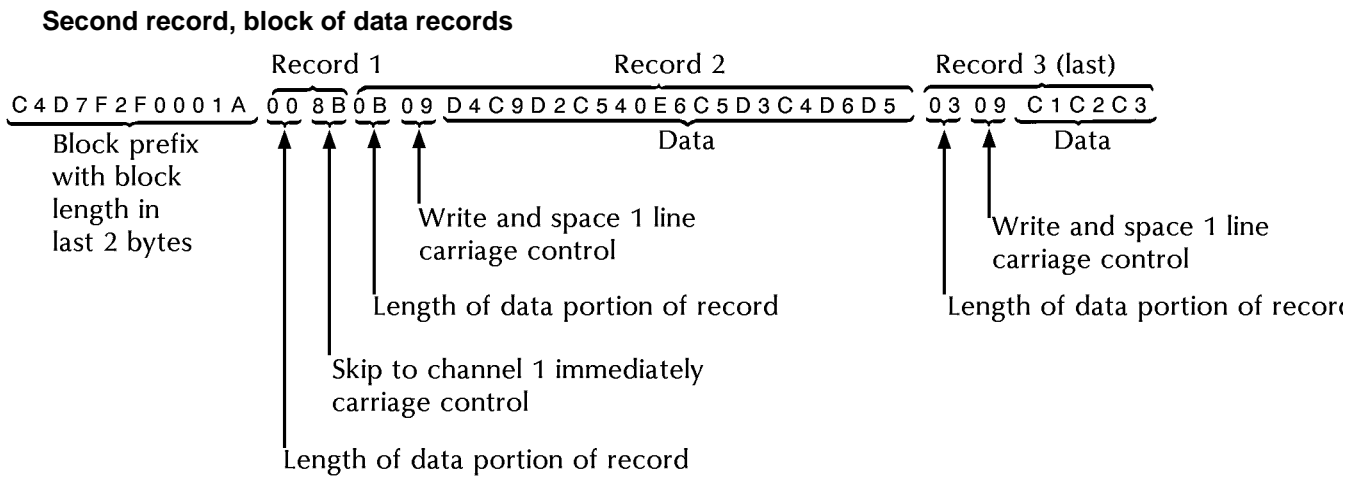 Second record, block of data records
Record 1
Record 2
Record 3 (last)
C4D7F2F0001A 00 8B 0B 09 D4C9D2C540E6C5D3C4D6D5 03 09 C1C2C3
Block prefix
with block
length in
last 2 bytes
Data
Data
Write and space 1 line
carriage control
Write and space 1 line
carriage control
Length of data portion of record
Length of data portion of recor
Skip to channel 1 immediately
carriage control
Length of data portion of record